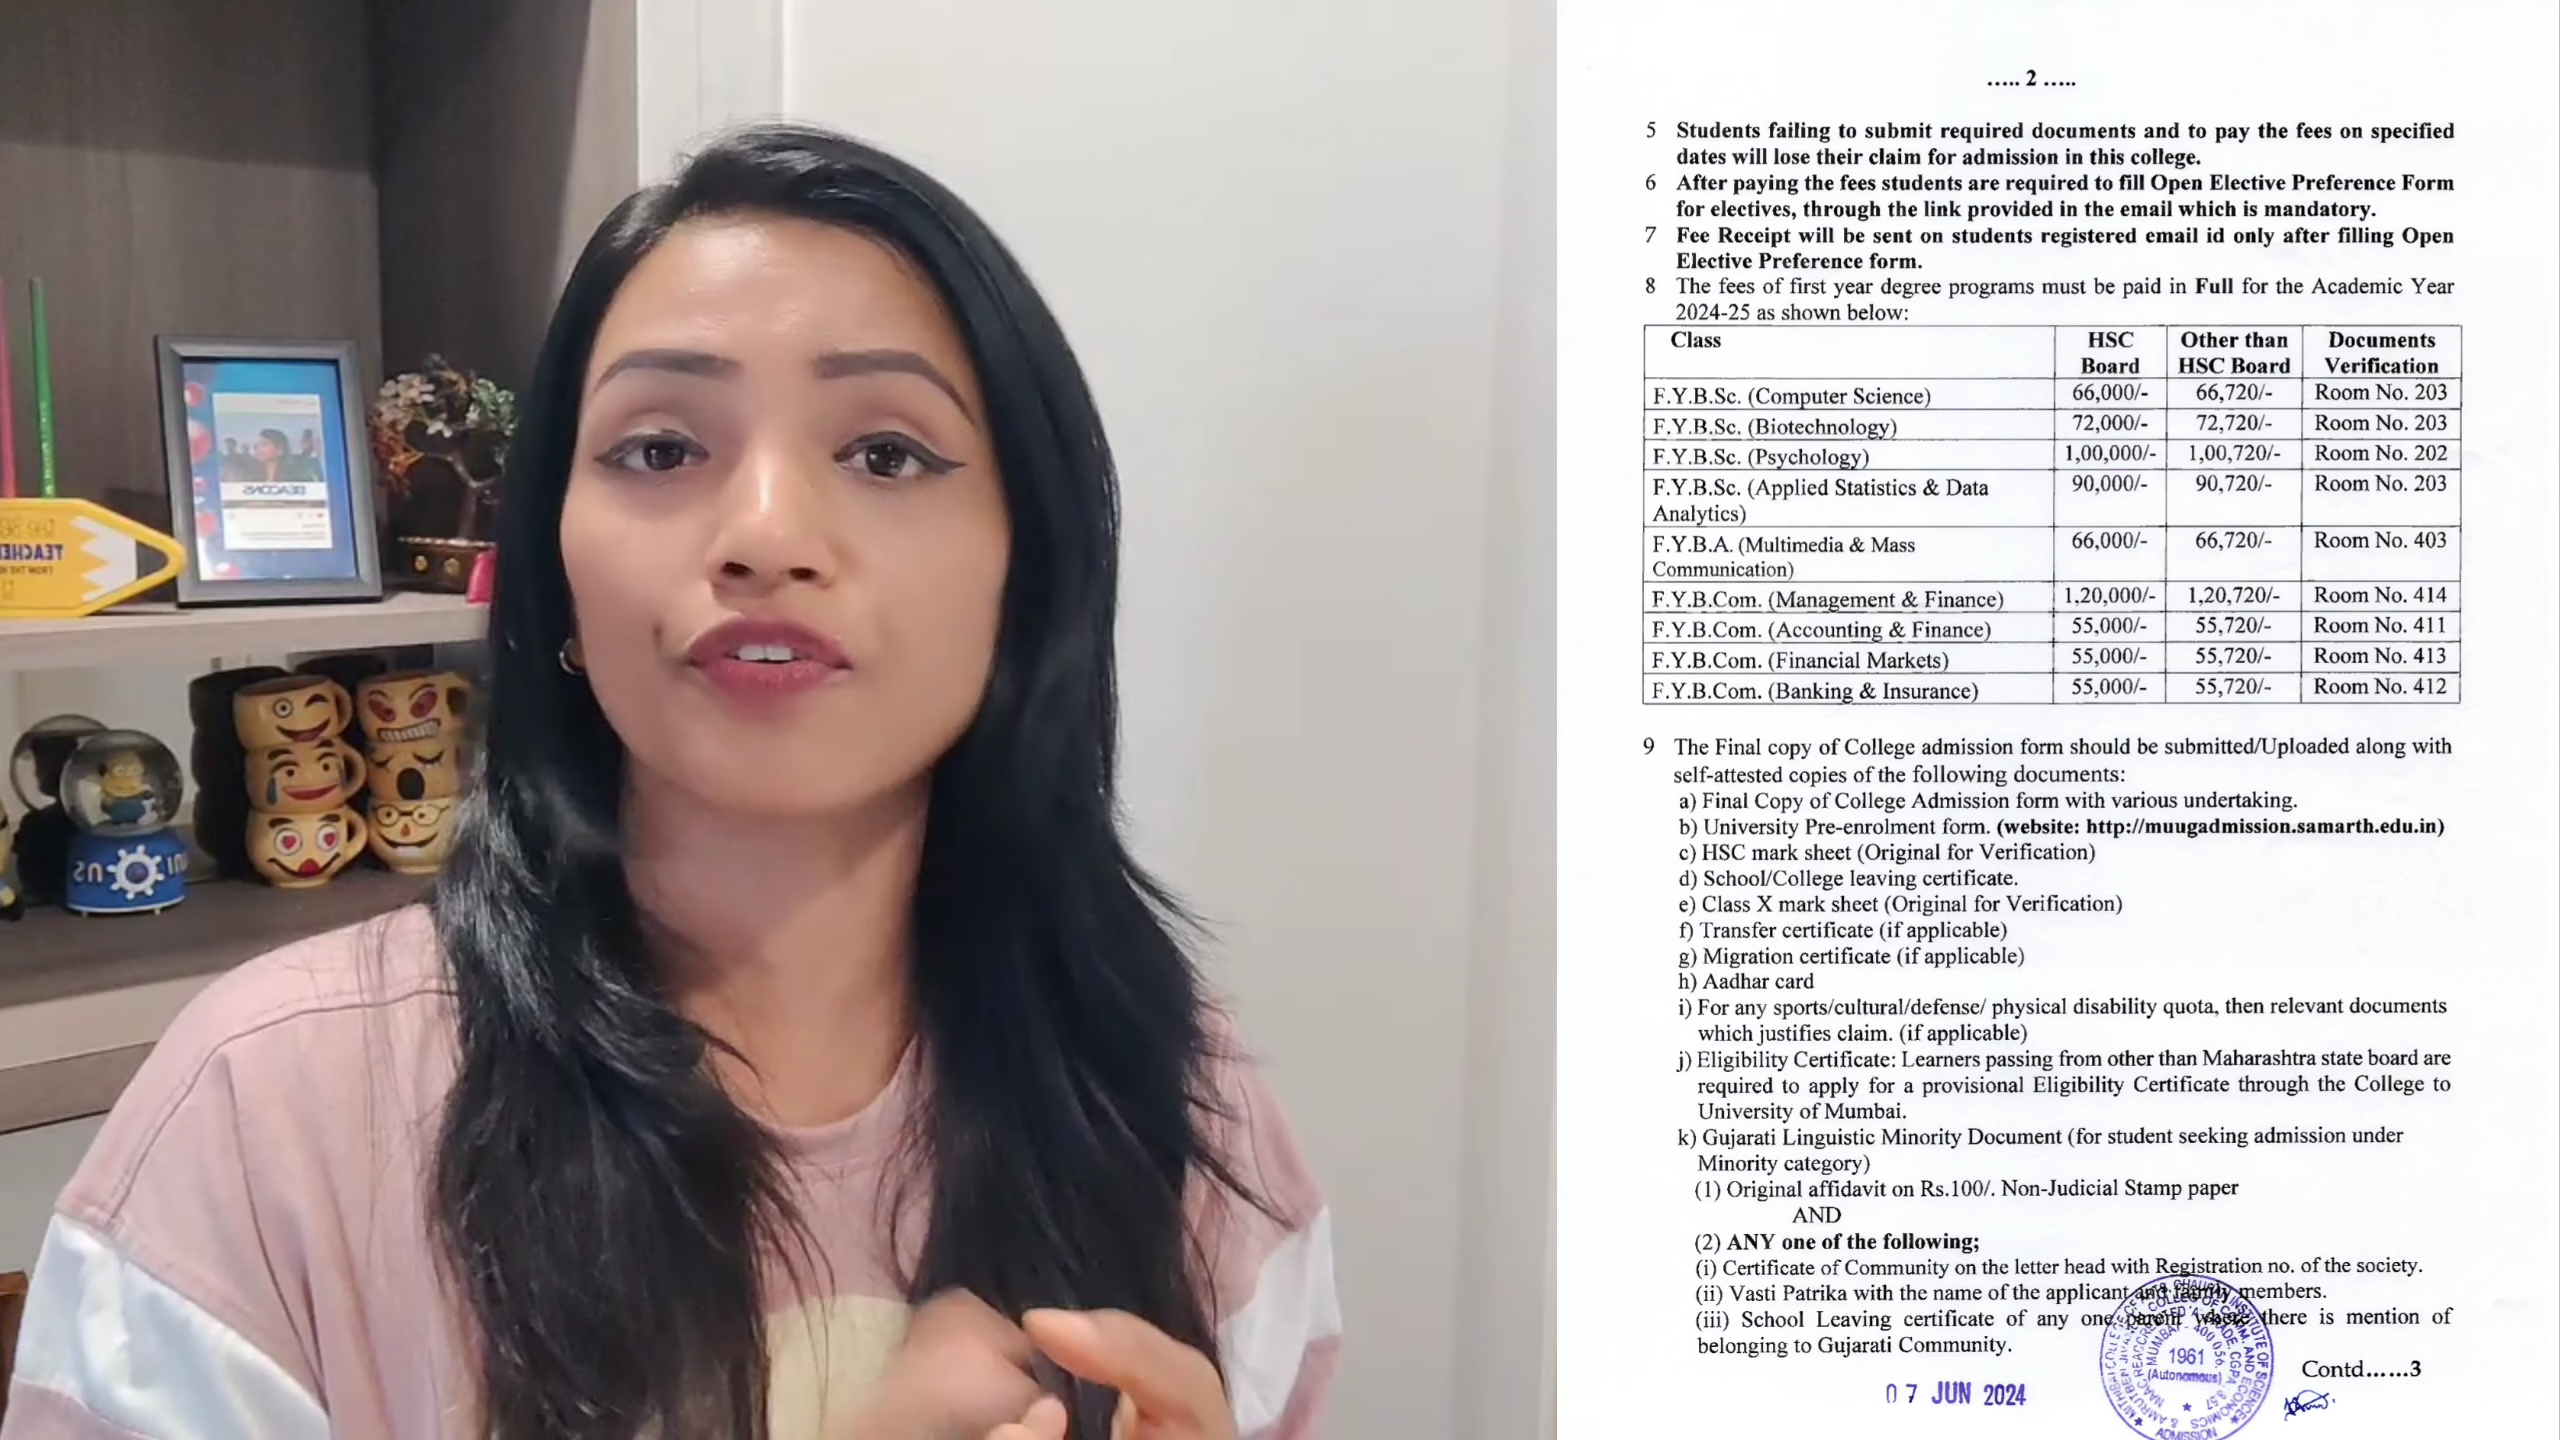 ..... 2 .....
5 Students failing to submit required documents and to pay the fees on specified
dates will lose their claim for admission in this college.
6 After paying the fees students are required to fill Open Elective Preference Form
for electives, through the link provided in the email which is mandatory.
7 Fee Receipt will be sent on students registered email id only after filling Open
Elective Preference form.
8 The fees of first year degree programs must be paid in Full for the Academic Year
2024-25 as shown below:
Class HSC Board Other than HSC Board Documents Verification
F.Y.B.Sc. (Computer Science) 66,000/- 66,720/- Room No. 203
F.Y.B.Sc. (Biotechnology) 72,000/- 72,720/- Room No. 203
F.Y.B.Sc. (Psychology) 1,00,000/- 1,00,720/- Room No. 202
F.Y.B.Sc. (Applied Statistics & Data Analytics) 90,000/- 90,720/- Room No. 203
F.Y.B.A. (Multimedia & Mass Communication) 66,000/- 66,720/- Room No. 403
F.Y.B.Com. (Management & Finance) 1,20,000/- 1,20,720/- Room No. 414
F.Y.B.Com. (Accounting & Finance) 55,000/- 55,720/- Room No. 411
F.Y.B.Com. (Financial Markets) 55,000/- 55,720/- Room No. 413
F.Y.B.Com. (Banking & Insurance) 55,000/- 55,720/- Room No. 412
9 The Final copy of College admission form should be submitted/Uploaded along with
self-attested copies of the following documents:
a) Final Copy of College Admission form with various undertaking.
b) University Pre-enrolment form. (website: http://muugadmission.samarth.edu.in)
c) HSC mark sheet (Original for Verification)
d) School/College leaving certificate.
e) Class X mark sheet (Original for Verification)
f) Transfer certificate (if applicable)
g) Migration certificate (if applicable)
h) Aadhar card
i) For any sports/cultural/defense/ physical disability quota, then relevant documents
which justifies claim. (if applicable)
j) Eligibility Certificate: Learners passing from other than Maharashtra state board are
required to apply for a provisional Eligibility Certificate through the College to
University of Mumbai.
k) Gujarati Linguistic Minority Document (for student seeking admission under
Minority category)
(1) Original affidavit on Rs.100/. Non-Judicial Stamp paper
AND
(2) ANY one of the following;
(i) Certificate of Community on the letter head with Registration no. of the society.
(ii) Vasti Patrika with the name of the applicant and family members.
(iii) School Leaving certificate of any one parent where there is mention of
belonging to Gujarati Community.
Contd......3
07 JUN 2024
1961
(Autonomous)
ADMISSION
BEACONS
TEACHE